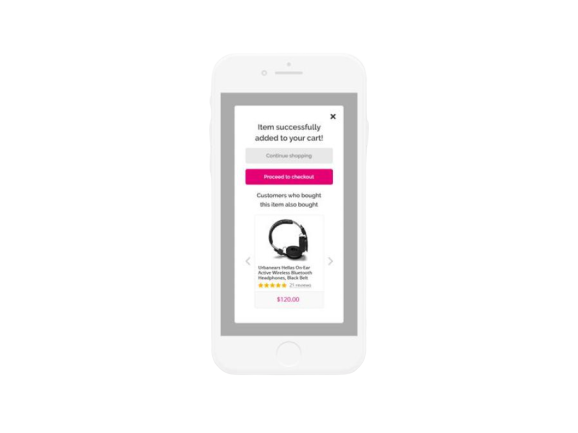 Item successfully
added to your cart!
Continue shopping
Proceed to checkout
Customers who bought
this item also bought
Urbanears Hellas On-Ear
Active Wireless Bluetooth
Headphones, Black Belt
21 reviews
$120.00